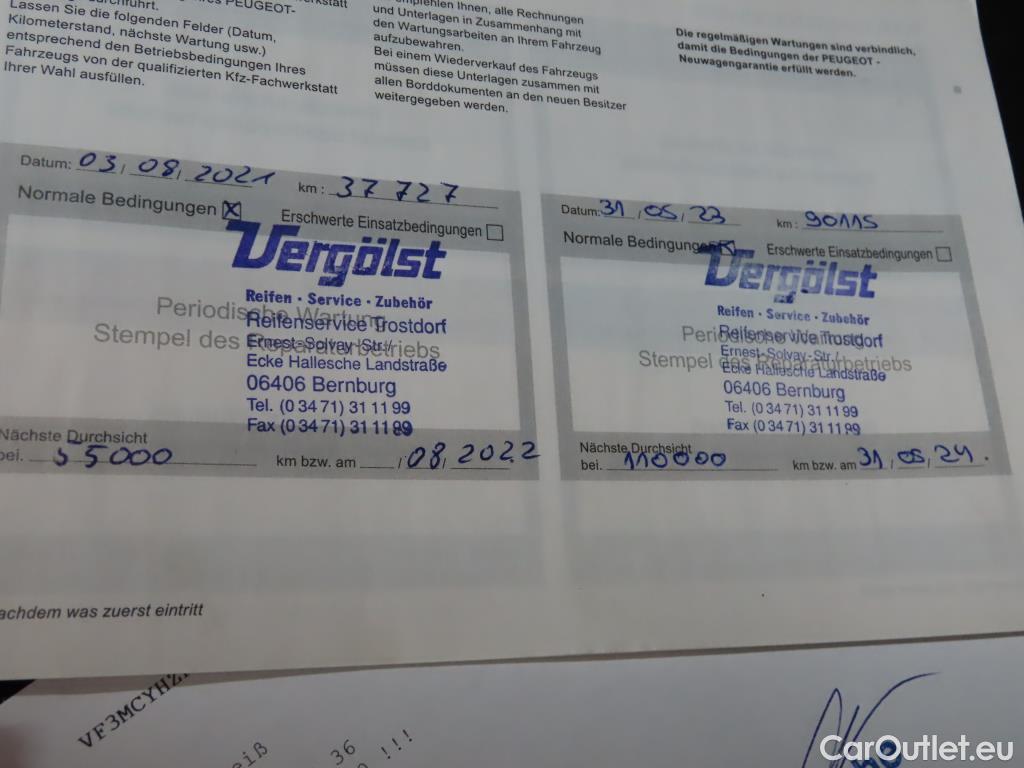 Lassen Sie die folgenden Felder (Datum,
Kilometerstand, nächste Wartung usw.)
entsprechend den Betriebsbedingungen Ihres
Fahrzeugs von der qualifizierten Kfz-Fachwerkstatt
Ihrer Wahl ausfüllen.
Ihnen, alle Rechnungen
und Unterlagen in Zusammenhang mit
den Wartungsarbeiten an Ihrem Fahrzeug
aufzubewahren.
Bei einem Wiederverkauf des Fahrzeugs
müssen diese Unterlagen zusammen mit
allen Borddokumenten an den neuen Besitzer
weitergegeben werden.
Die regelmäßigen Wartungen sind verbindlich,
damit die Bedingungen der PEUGEOT -
Neuwagengarantie erfüllt werden.
Datum: 03, 08, 2021 km : 37 727
Normale Bedingungen Erschwerte Einsatzbedingungen
Vergölst
Reifen · Service · Zubehör
Periodische Wartung
Reifenservice Trostdorf
Stempel des Reparaturbetriebs
Ernest-Solvay-Str./
Ecke Hallesche Landstraße
06406 Bernburg
Tel. (0 34 71) 31 11 99
Fax (0 34 71) 31 11 89
Nächste Durchsicht
bei. 55000 km bzw. am / 08, 2022
Datum: 31, 05, 23 km : 90115
Normale Bedingungen Erschwerte Einsatzbedingungen
Vergölst
Reifen · Service · Zubehör
Periodische Wartung
Reifenservice Trostdorf
Stempel des Reparaturbetriebs
Ernest-Solvay-Str./
Ecke Hallesche Landstraße
06406 Bernburg
Tel. (0 34 71) 31 11 99
Fax (0 34 71) 31 11 89
Nächste Durchsicht
bei. 110000 km bzw. am 31, 05, 24.
was zuerst eintritt
36
!!!
CarOutlet.eu